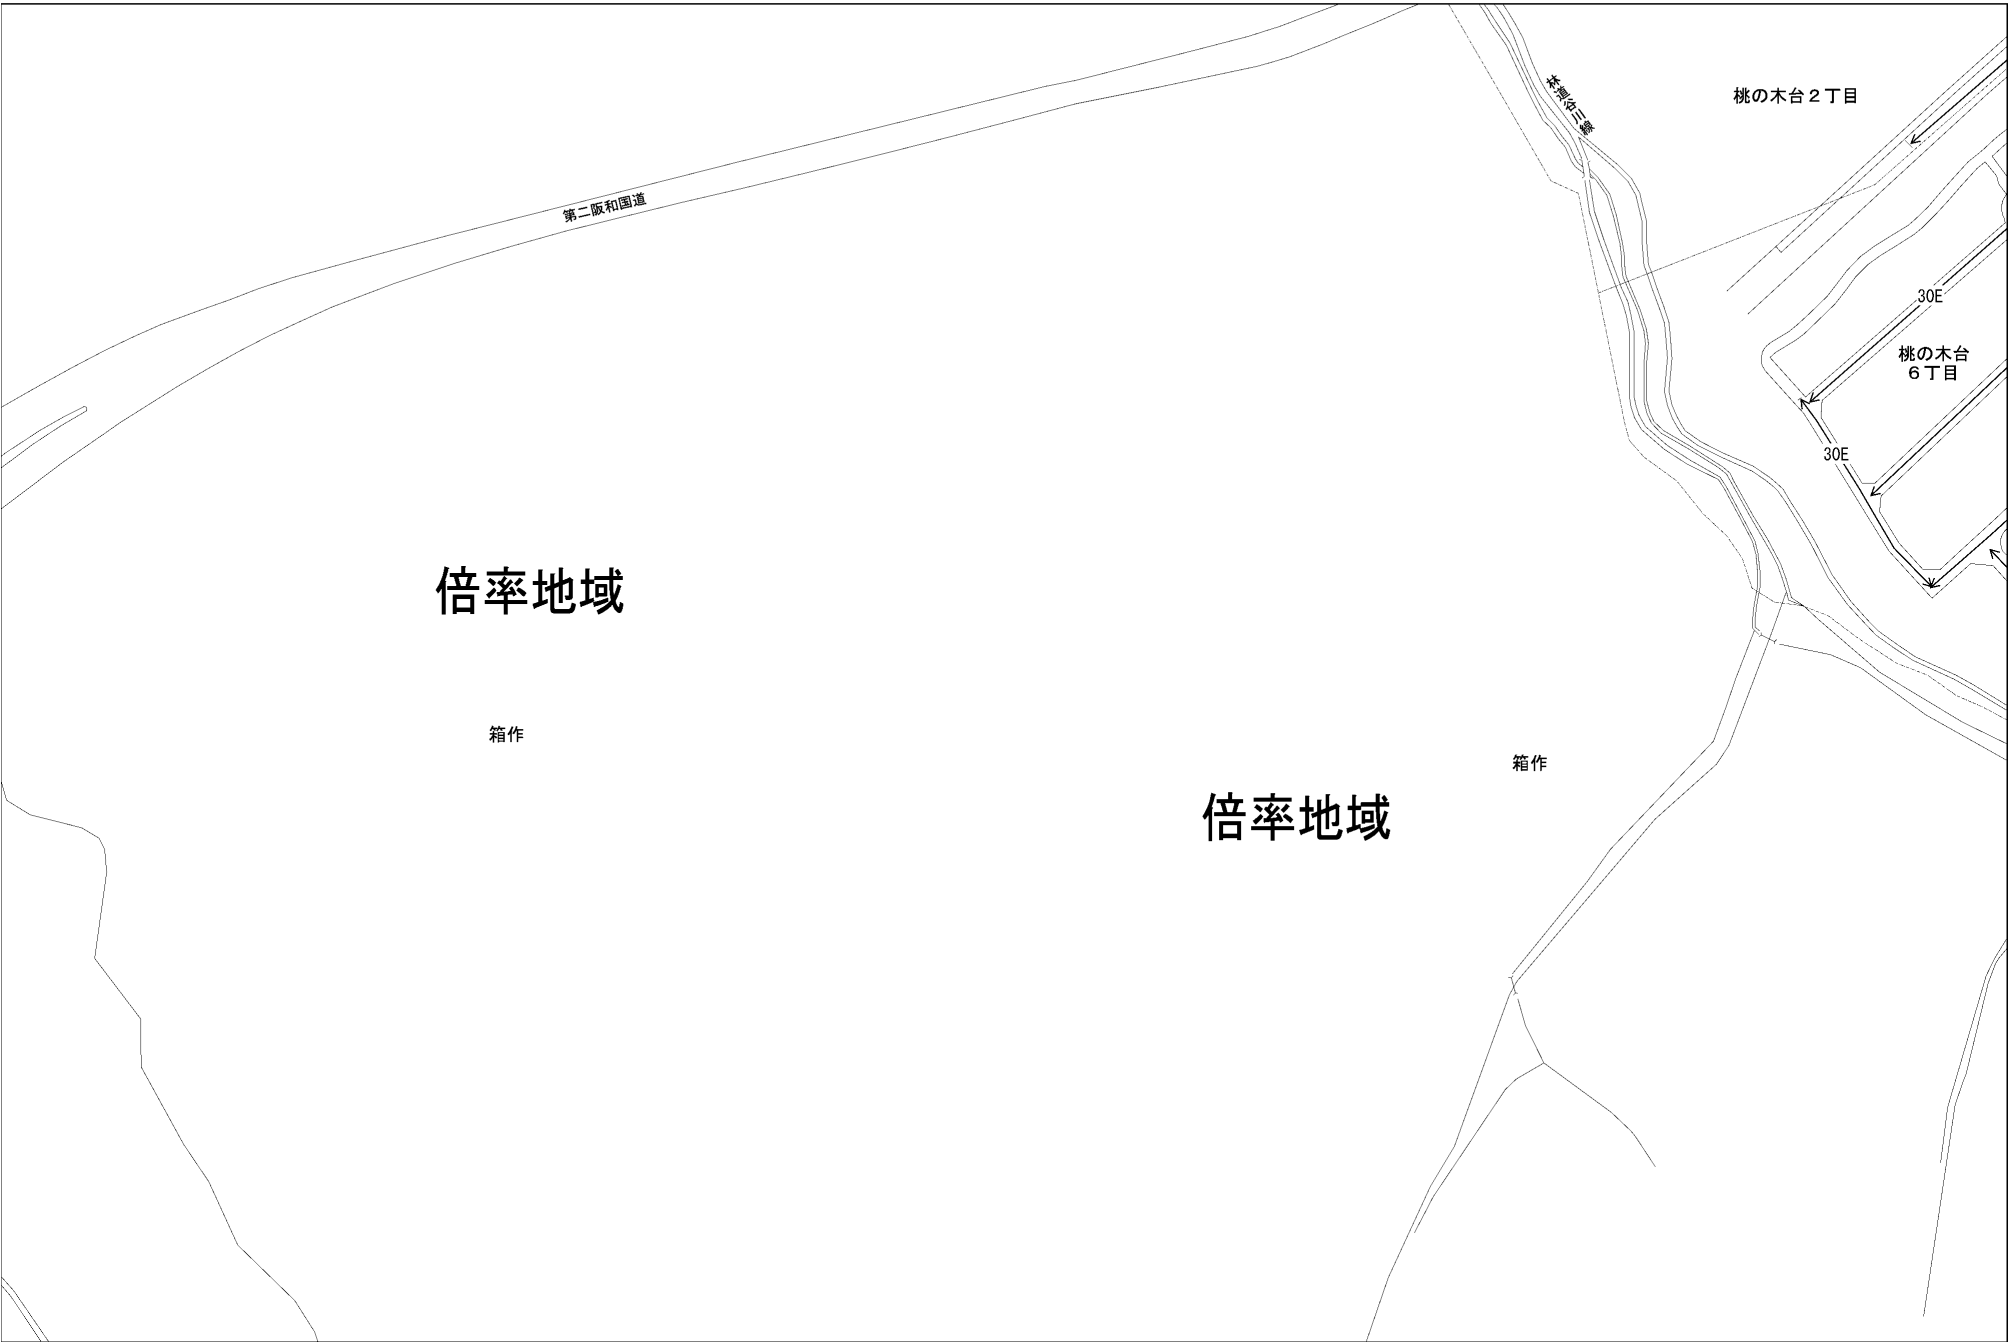 林道谷川線
桃の木台２丁目
第二阪和国道
30E
桃の木台
６丁目
30E
倍率地域
箱作
箱作
倍率地域